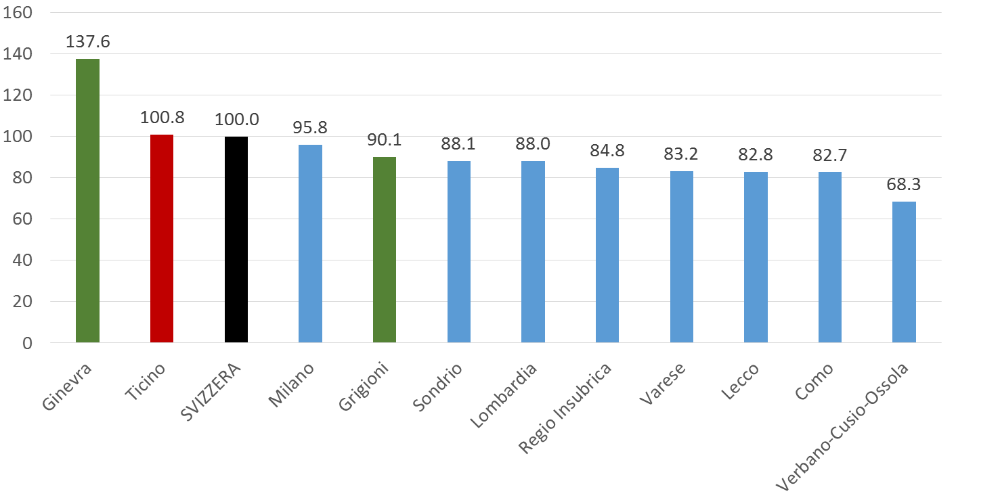 160
140
120
100
80
60
40
20
0
137.6
100.8
100.0
95.8
90.1
88.1
88.0
84.8
83.2
82.8
82.7
68.3
Ginevra
Ticino
SVIZZERA
Milano
Grigioni
Sondrio
Lombardia
Regio Insubrica
Varese
Lecco
Como
Verbano-Cusio-Ossola